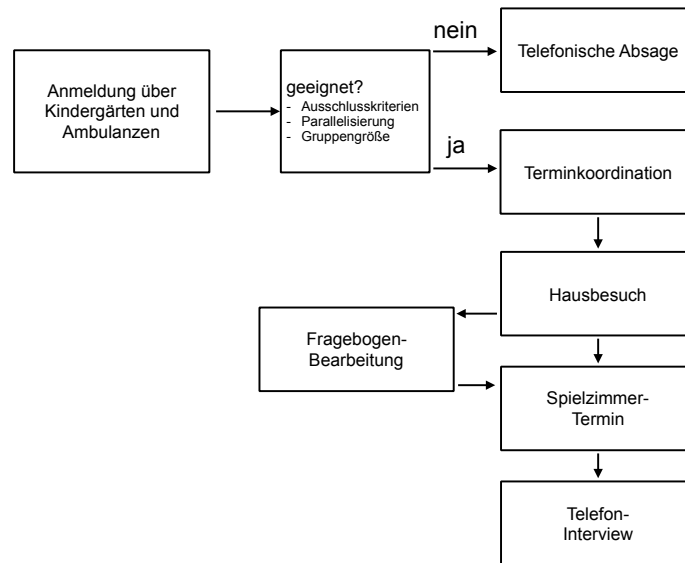 nein
Telefonische Absage
Anmeldung über
Kindergärten und
Ambulanzen
geeignet?
- Ausschlusskriterien
- Parallelisierung
- Gruppengröße
ja
Terminkoordination
Hausbesuch
Fragebogen-
Bearbeitung
Spielzimmer-
Termin
Telefon-
Interview